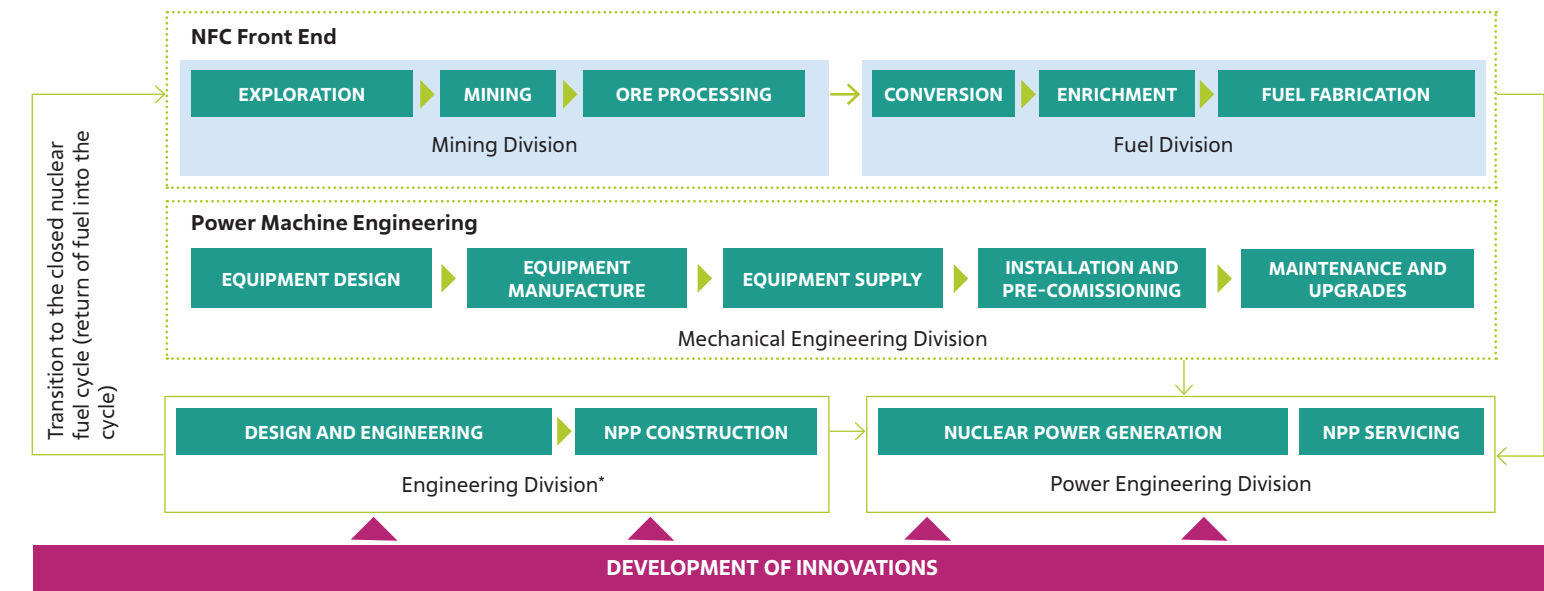 NFC Front End
EXPLORATION
MINING
ORE PROCESSING
CONVERSION
ENRICHMENT
FUEL FABRICATION
Mining Division
Fuel Division
Transition to the closed nuclear
fuel cycle (return of fuel into the
cycle)
Power Machine Engineering
EQUIPMENT DESIGN
EQUIPMENT
MANUFACTURE
EQUIPMENT SUPPLY
INSTALLATION AND
PRE-COMISSIONING
MAINTENANCE AND
UPGRADES
Mechanical Engineering Division
DESIGN AND ENGINEERING
NPP CONSTRUCTION
Engineering Division*
NUCLEAR POWER GENERATION
NPP SERVICING
Power Engineering Division
DEVELOPMENT OF INNOVATIONS